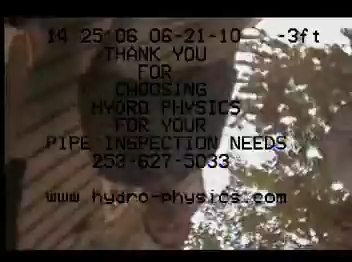 14 25'06 06-21-10 -3ft
THANK YOU
FOR
CHOOSING
HYDRO PHYSICS
FOR YOUR
PIPE INSPECTION NEEDS
253-627-5033
www.hydro-physics.com